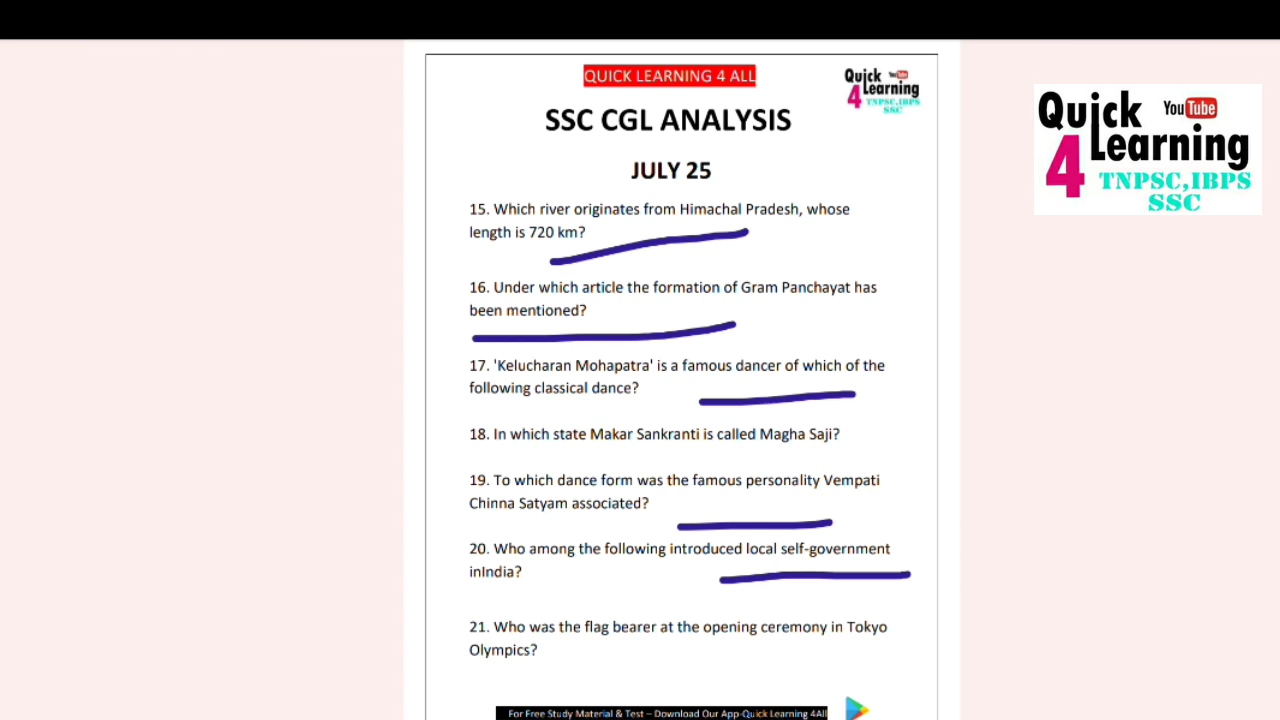 QUICK LEARNING 4 ALL
Quick YouTube
4 Learning
TNPSC,IBPS
SSC
SSC CGL ANALYSIS
JULY 25
15. Which river originates from Himachal Pradesh, whose
length is 720 km?
16. Under which article the formation of Gram Panchayat has
been mentioned?
17. 'Kelucharan Mohapatra' is a famous dancer of which of the
following classical dance?
18. In which state Makar Sankranti is called Magha Saji?
19. To which dance form was the famous personality Vempati
Chinna Satyam associated?
20. Who among the following introduced local self-government
inIndia?
21. Who was the flag bearer at the opening ceremony in Tokyo
Olympics?
For Free Study Material & Test – Download Our App-Quick Learning 4All
Quick YouTube
4 Learning
TNPSC,IBPS
SSC